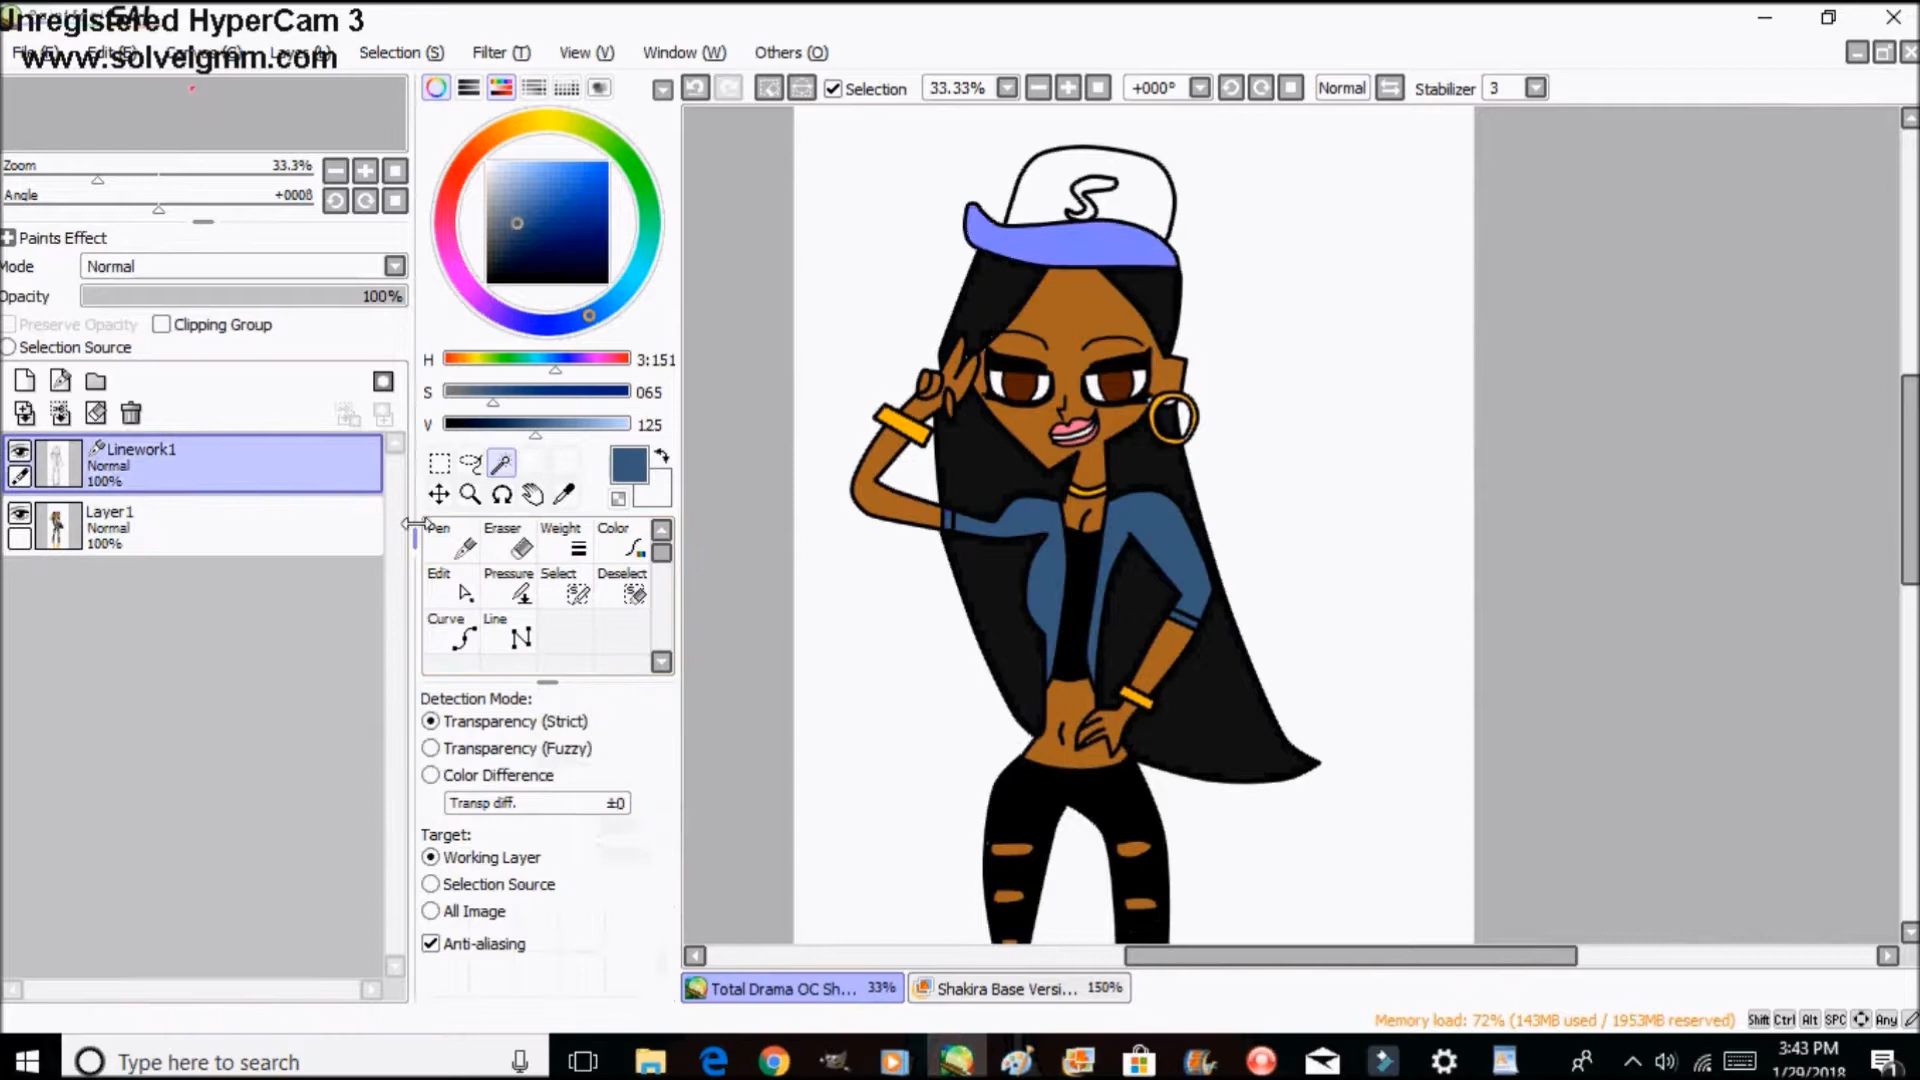 Unregistered HyperCam 3
www.solveigmm.com
Selection (S)
Filter (T)
View (V)
Window (W)
Others (O)
Selection
33.33%
+000°
Normal
Stabilizer
3
Zoom
33.3%
Angle
+000
Paints Effect
Mode
Normal
Opacity
100%
Preserve Opacity
Clipping Group
Selection Source
Linework1
Normal
100%
Layer1
Normal
100%
H
3:151
S
065
V
125
Pen
Eraser
Weight
Color
Edit
Pressure
Select
Deselect
Curve
Line
Detection Mode:
Transparency (Strict)
Transparency (Fuzzy)
Color Difference
Transp diff.
±0
Target:
Working Layer
Selection Source
All Image
Anti-aliasing
S
Total Drama OC Sh... 33%
Shakira Base Versi... 150%
Memory load: 72% (143MB used / 1953MB reserved)
Shift Ctrl Alt SPC Any
Type here to search
3:43 PM
1/29/2018